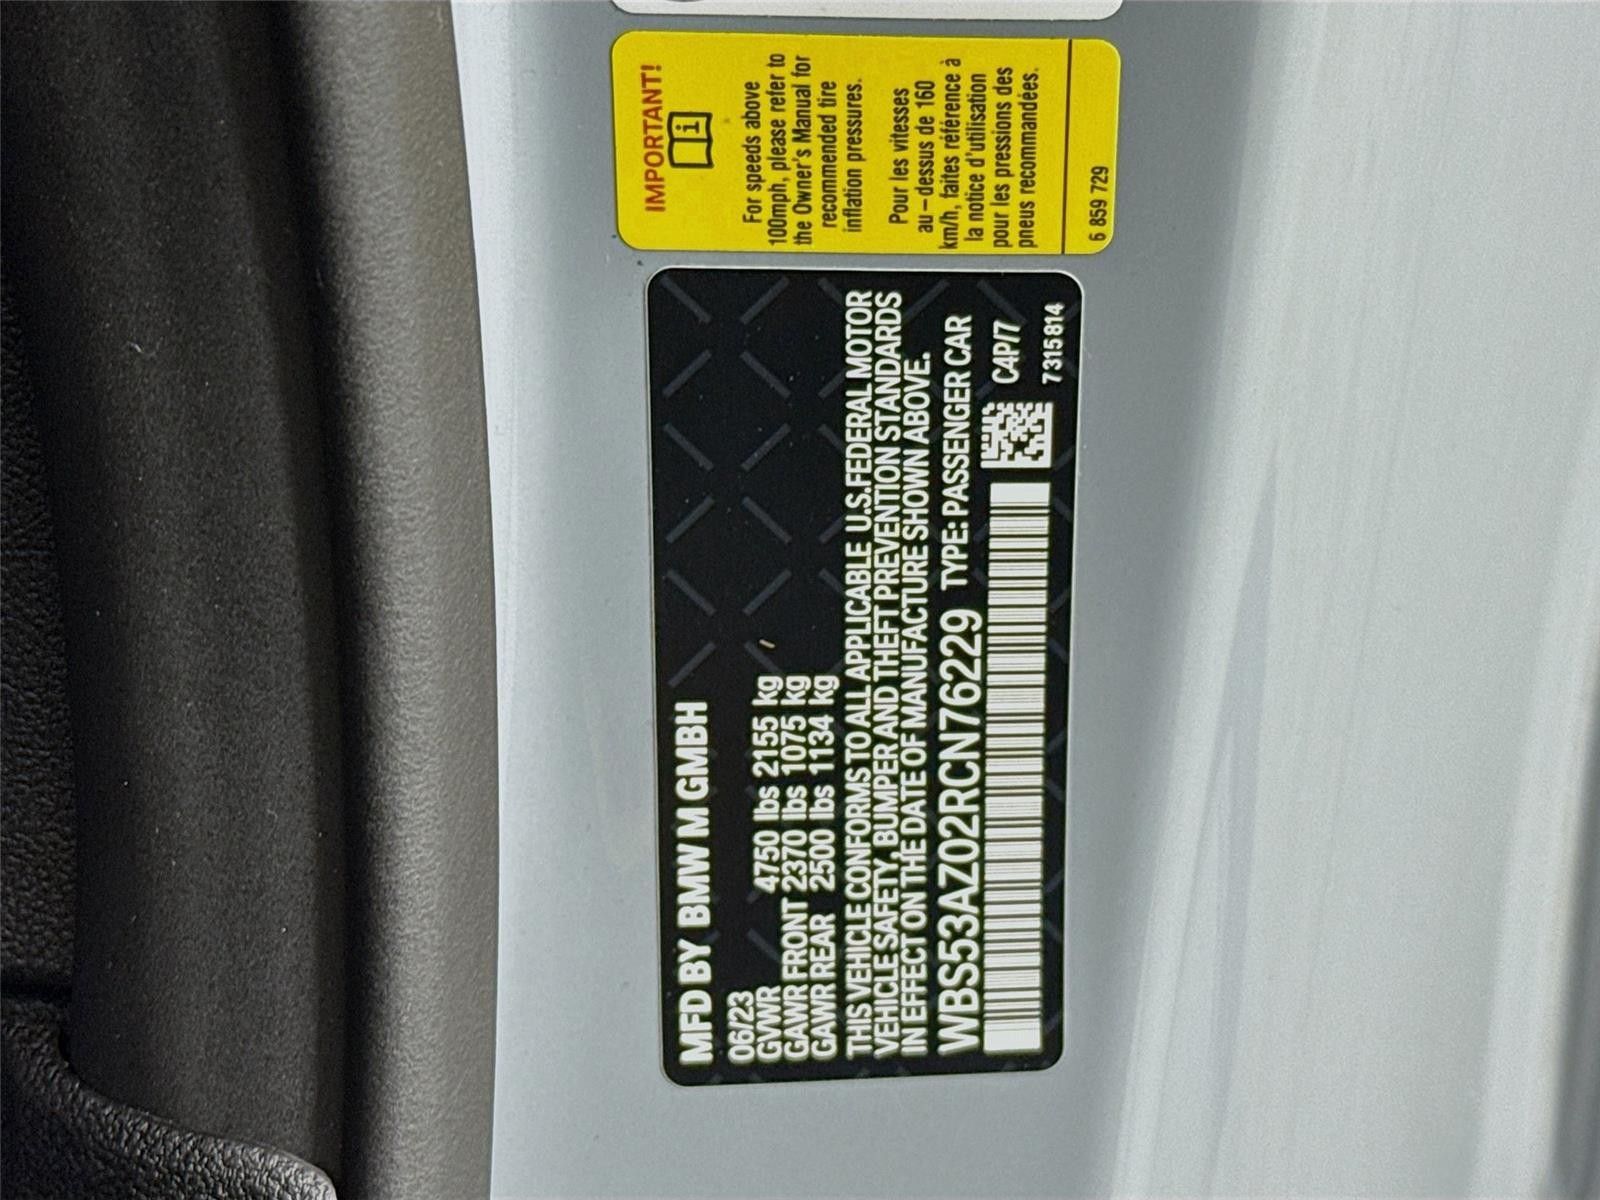 IMPORTANT!
For speeds above
100mph, please refer to
the Owner's Manual for
recommended tire
inflation pressures.
Pour les vitesses
au-dessus de 160
km/h, faites référence à
la notice d'utilisation
pour les pressions des
pneus recommandées.
6 859 729
MFD BY BMW M GMBH
06/23
GVWR 4750 lbs 2155 kg
GAWR FRONT 2370 lbs 1075 kg
GAWR REAR 2500 lbs 1134 kg
THIS VEHICLE CONFORMS TO ALL APPLICABLE U.S.FEDERAL MOTOR
VEHICLE SAFETY, BUMPER AND THEFT PREVENTION STANDARDS
IN EFFECT ON THE DATE OF MANUFACTURE SHOWN ABOVE.
WBS53AZ02RCN76229 TYPE: PASSENGER CAR
C4P/7
7315814